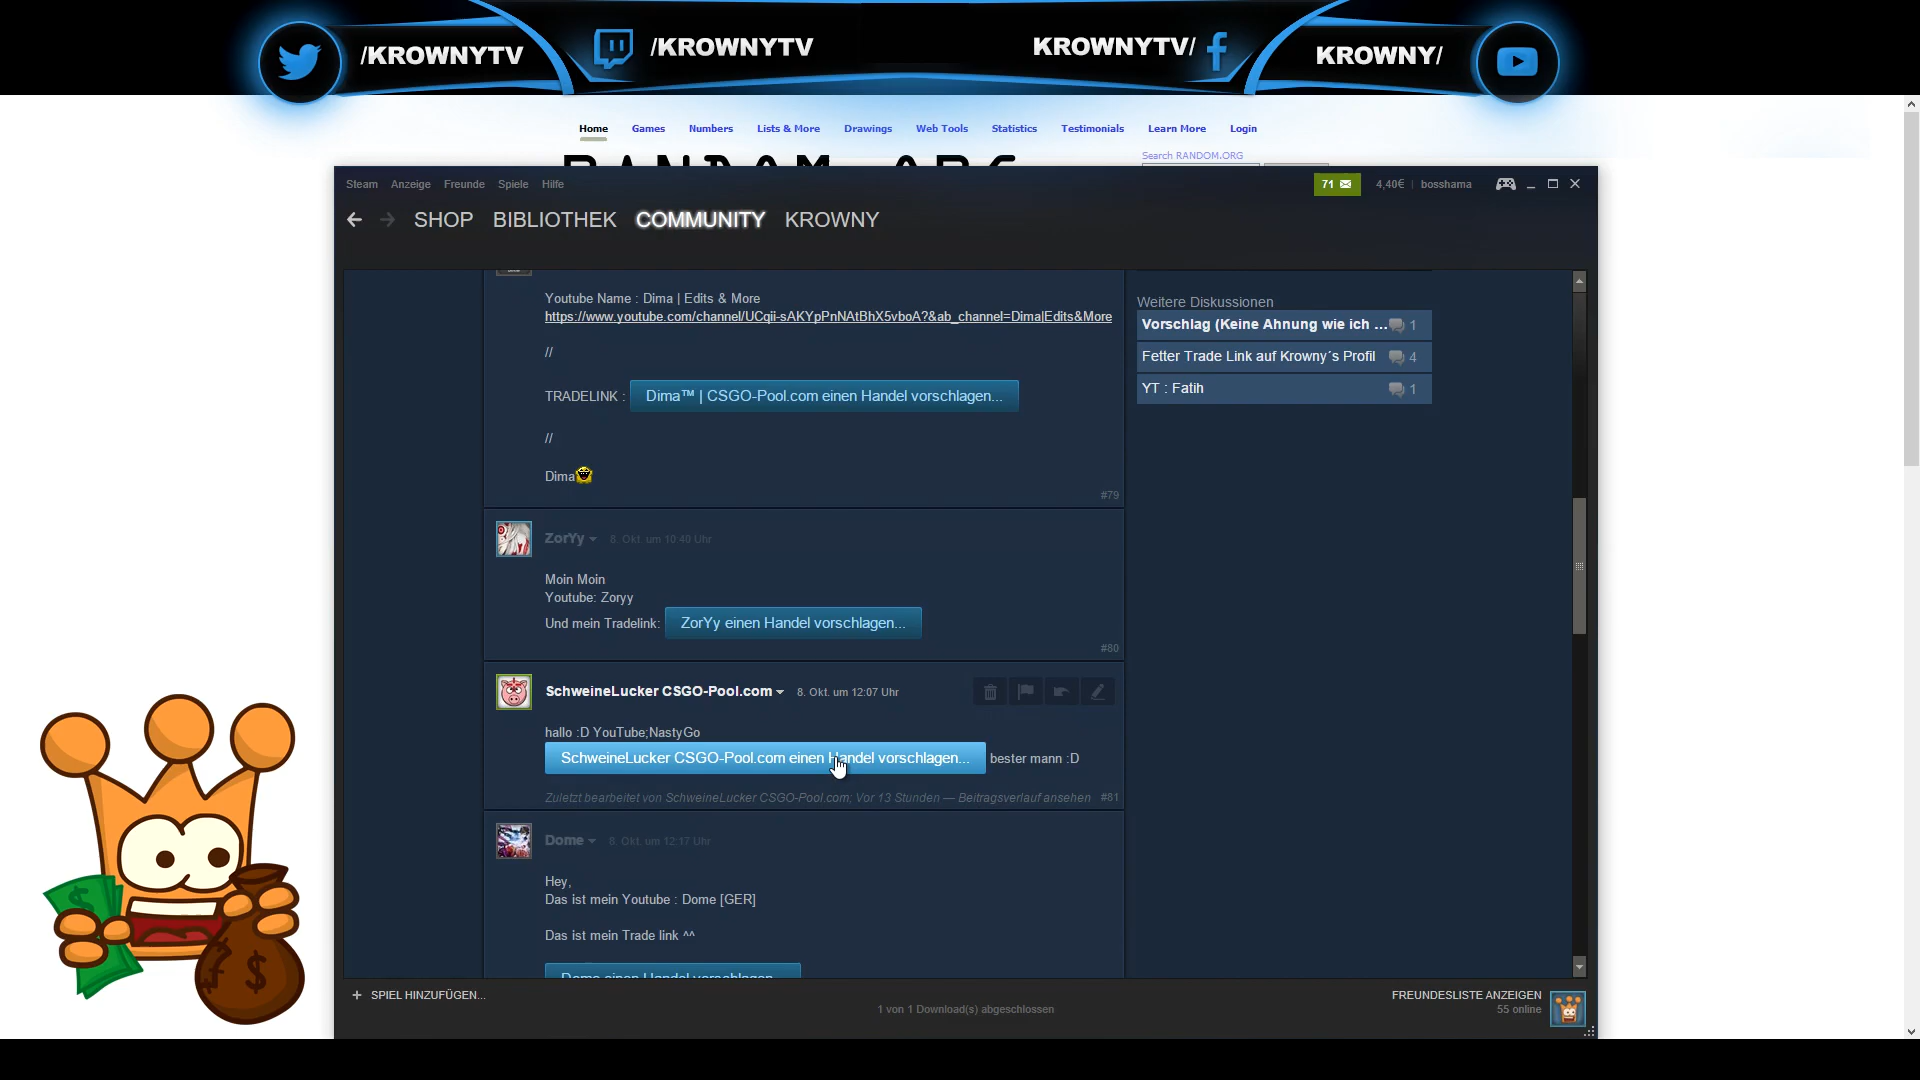 /KROWNYTV
/KROWNYTV
KROWNYTV/
KROWNY/
Home Games Numbers Lists & More Drawings Web Tools Statistics Testimonials Learn More Login
RANDOM.ORG
Search RANDOM.ORG
Steam Anzeige Freunde Spiele Hilfe
71
4,40€ | bosshama
SHOP BIBLIOTHEK COMMUNITY KROWNY
Youtube Name : Dima | Edits & More
https://www.youtube.com/channel/UCqii-sAKYpPnNAtBhX5vboA?&ab_channel=Dima|Edits&More
//
TRADELINK : Dima™ | CSGO-Pool.com einen Handel vorschlagen...
//
Dima
#79
ZorYy 8. Okt. um 10:49 Uhr
Moin Moin
Youtube: Zoryy
Und mein Tradelink: ZorYy einen Handel vorschlagen...
#80
SchweineLucker CSGO-Pool.com 8. Okt. um 12:07 Uhr
hallo :D YouTube;NastyGo
SchweineLucker CSGO-Pool.com einen Handel vorschlagen... bester mann :D
Zuletzt bearbeitet von SchweineLucker CSGO-Pool.com; Vor 13 Stunden — Beitragsverlauf ansehen #81
Dome 8. Okt. um 12:17 Uhr
Hey,
Das ist mein Youtube : Dome [GER]
Das ist mein Trade link ^^
Dome einen Handel vorschlagen...
Weitere Diskussionen
Vorschlag (Keine Ahnung wie ich ... 1
Fetter Trade Link auf Krowny´s Profil 4
YT : Fatih 1
+ SPIEL HINZUFÜGEN...
1 von 1 Download(s) abgeschlossen
FREUNDESLISTE ANZEIGEN
55 online